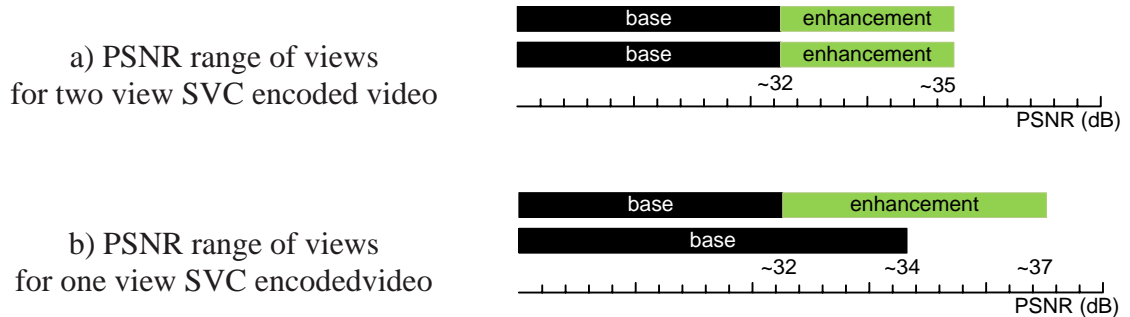 base enhancement
base enhancement
a) PSNR range of views
for two view SVC encoded video
~32 ~35
PSNR (dB)
base enhancement
base
b) PSNR range of views
for one view SVC encodedvideo
~32 ~34 ~37
PSNR (dB)